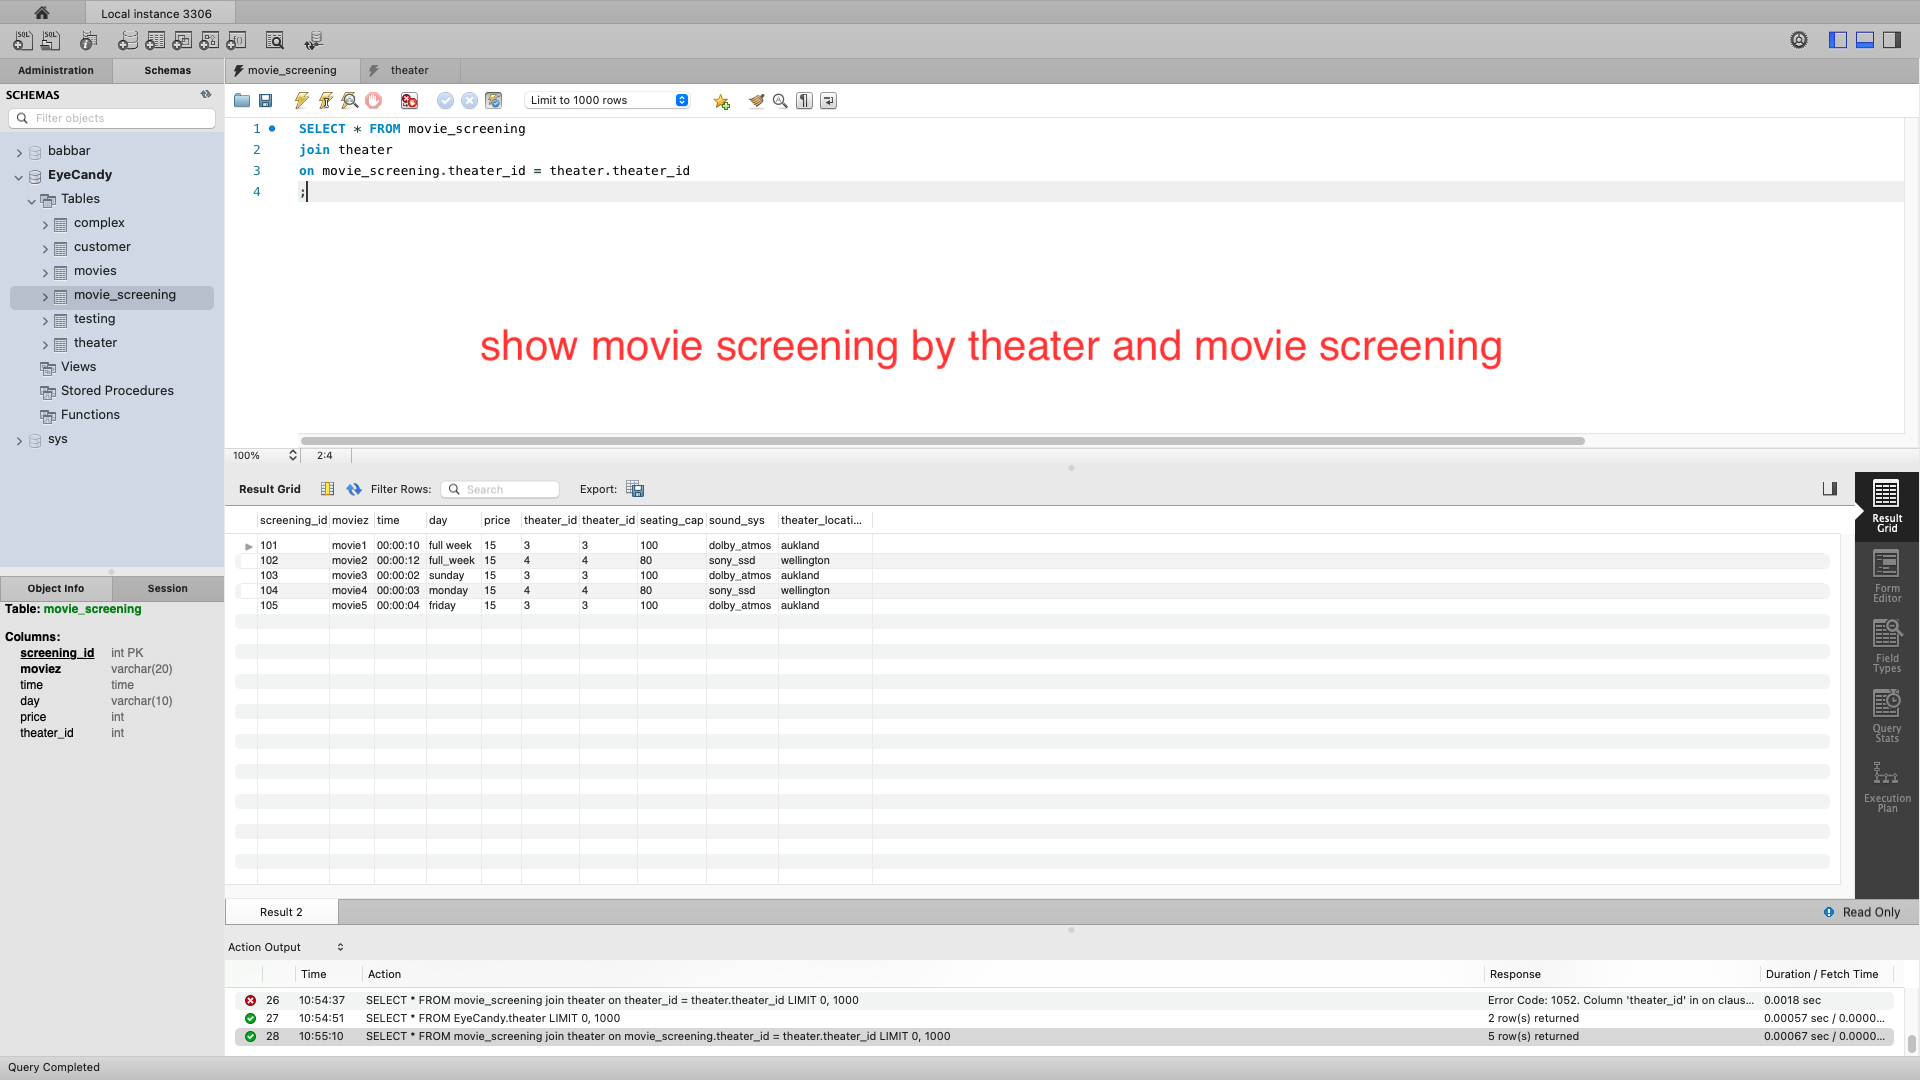 Local instance 3306
Administration
Schemas
movie_screening
theater
SCHEMAS
Filter objects
babbar
EyeCandy
Tables
complex
customer
movies
movie_screening
testing
theater
Views
Stored Procedures
Functions
sys
Limit to 1000 rows
1 SELECT * FROM movie_screening
2 join theater
3 on movie_screening.theater_id = theater.theater_id
4 ;
show movie screening by theater and movie screening
100% 2:4
Result Grid Filter Rows: Search Export:
screening_id moviez time day price theater_id theater_id seating_cap sound_sys theater_locati...
101 movie1 00:00:10 full week 15 3 3 100 dolby_atmos aukland
102 movie2 00:00:12 full_week 15 4 4 80 sony_ssd wellington
103 movie3 00:00:02 sunday 15 3 3 100 dolby_atmos aukland
104 movie4 00:00:03 monday 15 4 4 80 sony_ssd wellington
105 movie5 00:00:04 friday 15 3 3 100 dolby_atmos aukland
Result
Grid
Form
Editor
Field
Types
Query
Stats
Execution
Plan
Object Info Session
Table: movie_screening
Columns:
screening_id int PK
moviez varchar(20)
time time
day varchar(10)
price int
theater_id int
Result 2
Read Only
Action Output
Time Action Response Duration / Fetch Time
26 10:54:37 SELECT * FROM movie_screening join theater on theater_id = theater.theater_id LIMIT 0, 1000 Error Code: 1052. Column 'theater_id' in on claus... 0.0018 sec
27 10:54:51 SELECT * FROM EyeCandy.theater LIMIT 0, 1000 2 row(s) returned 0.00057 sec / 0.0000...
28 10:55:10 SELECT * FROM movie_screening join theater on movie_screening.theater_id = theater.theater_id LIMIT 0, 1000 5 row(s) returned 0.00067 sec / 0.0000...
Query Completed